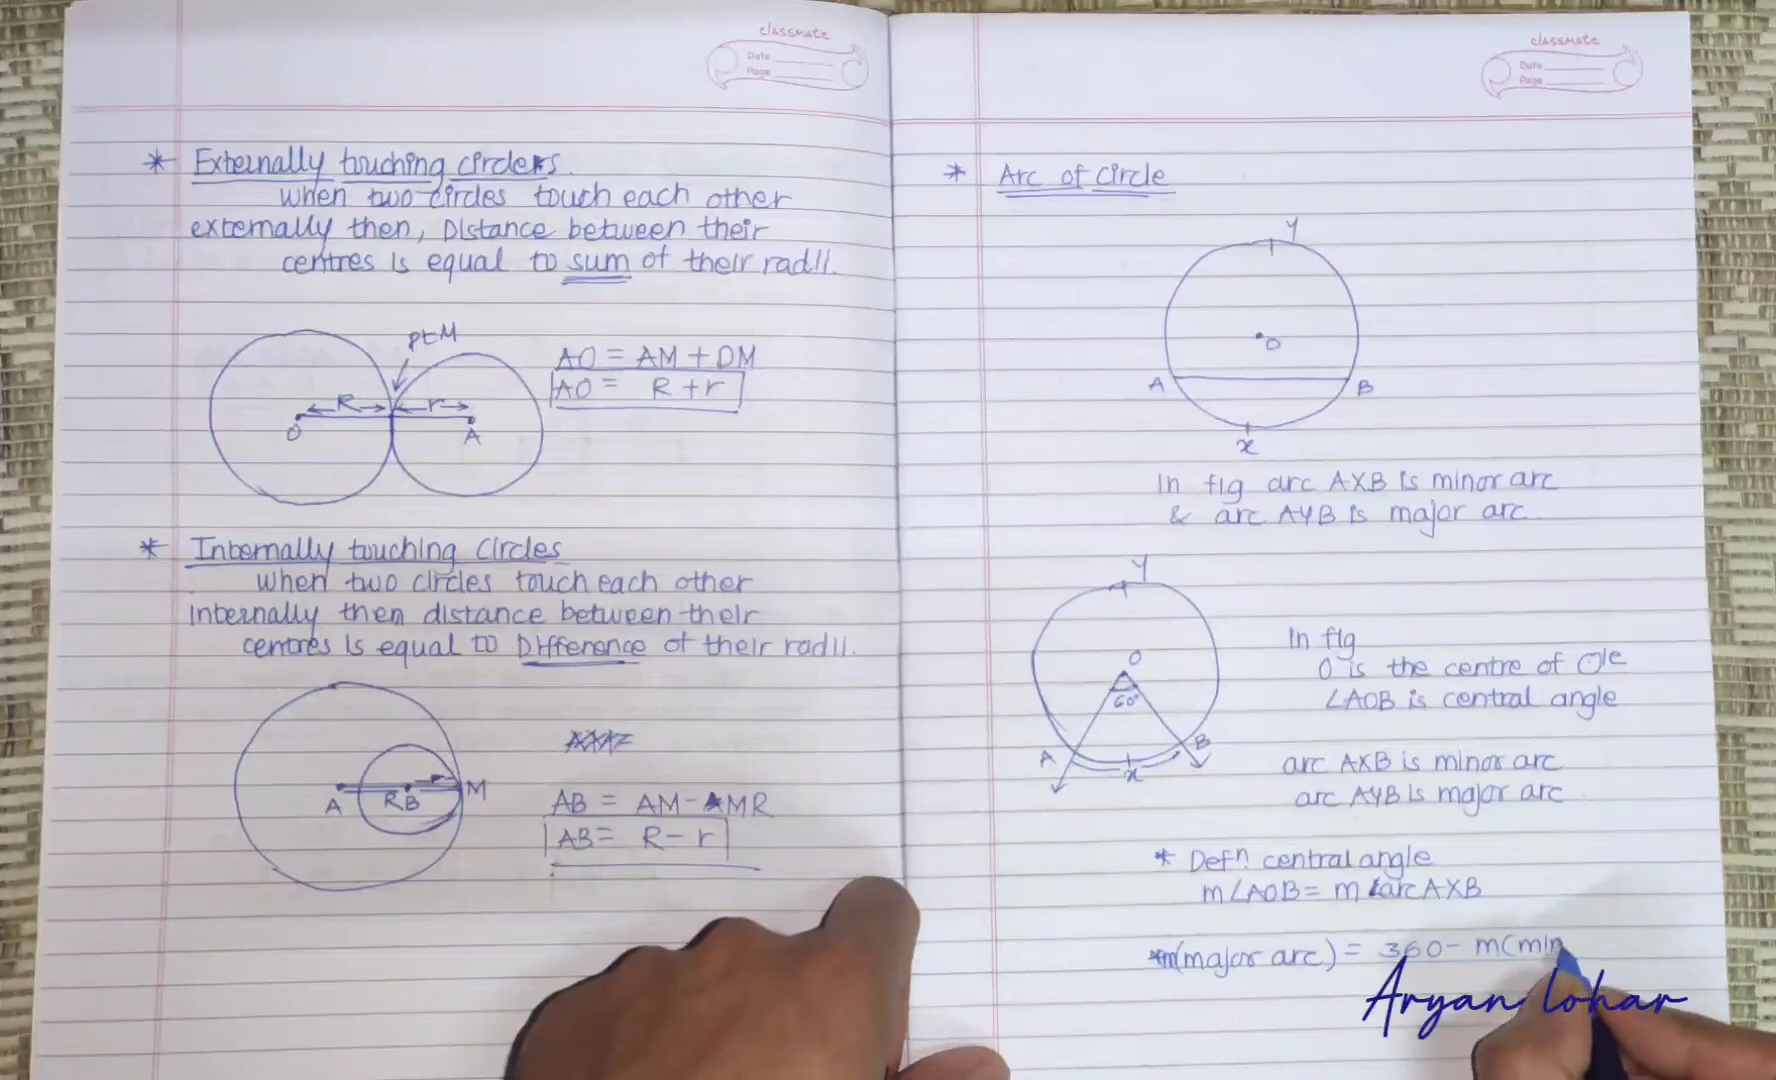 classmate
Date
Page
* Externally touching circles.
when two circles touch each other
externally then, Distance between their
centres is equal to sum of their radii.
Pt M
R
r
O
A
AO = AM + OM
AO = R + r
* Internally touching circles
when two circles touch each other
internally then distance between their
centres is equal to Difference of their radii.
A
R B
M
AB = AM - MR
AB = R - r
classmate
Date
Page
* Arc of circle
Y
O
A
B
x
In fig arc AXB is minor arc
& arc AYB is major arc
Y
O
60°
A
B
x
In fig
O is the centre of Ole
∠AOB is central angle
arc AXB is minor arc
arc AYB is major arc
* Defn central angle
m∠AOB = m arc AXB
*m(major arc) = 360 - m(min
Aryan Lohar